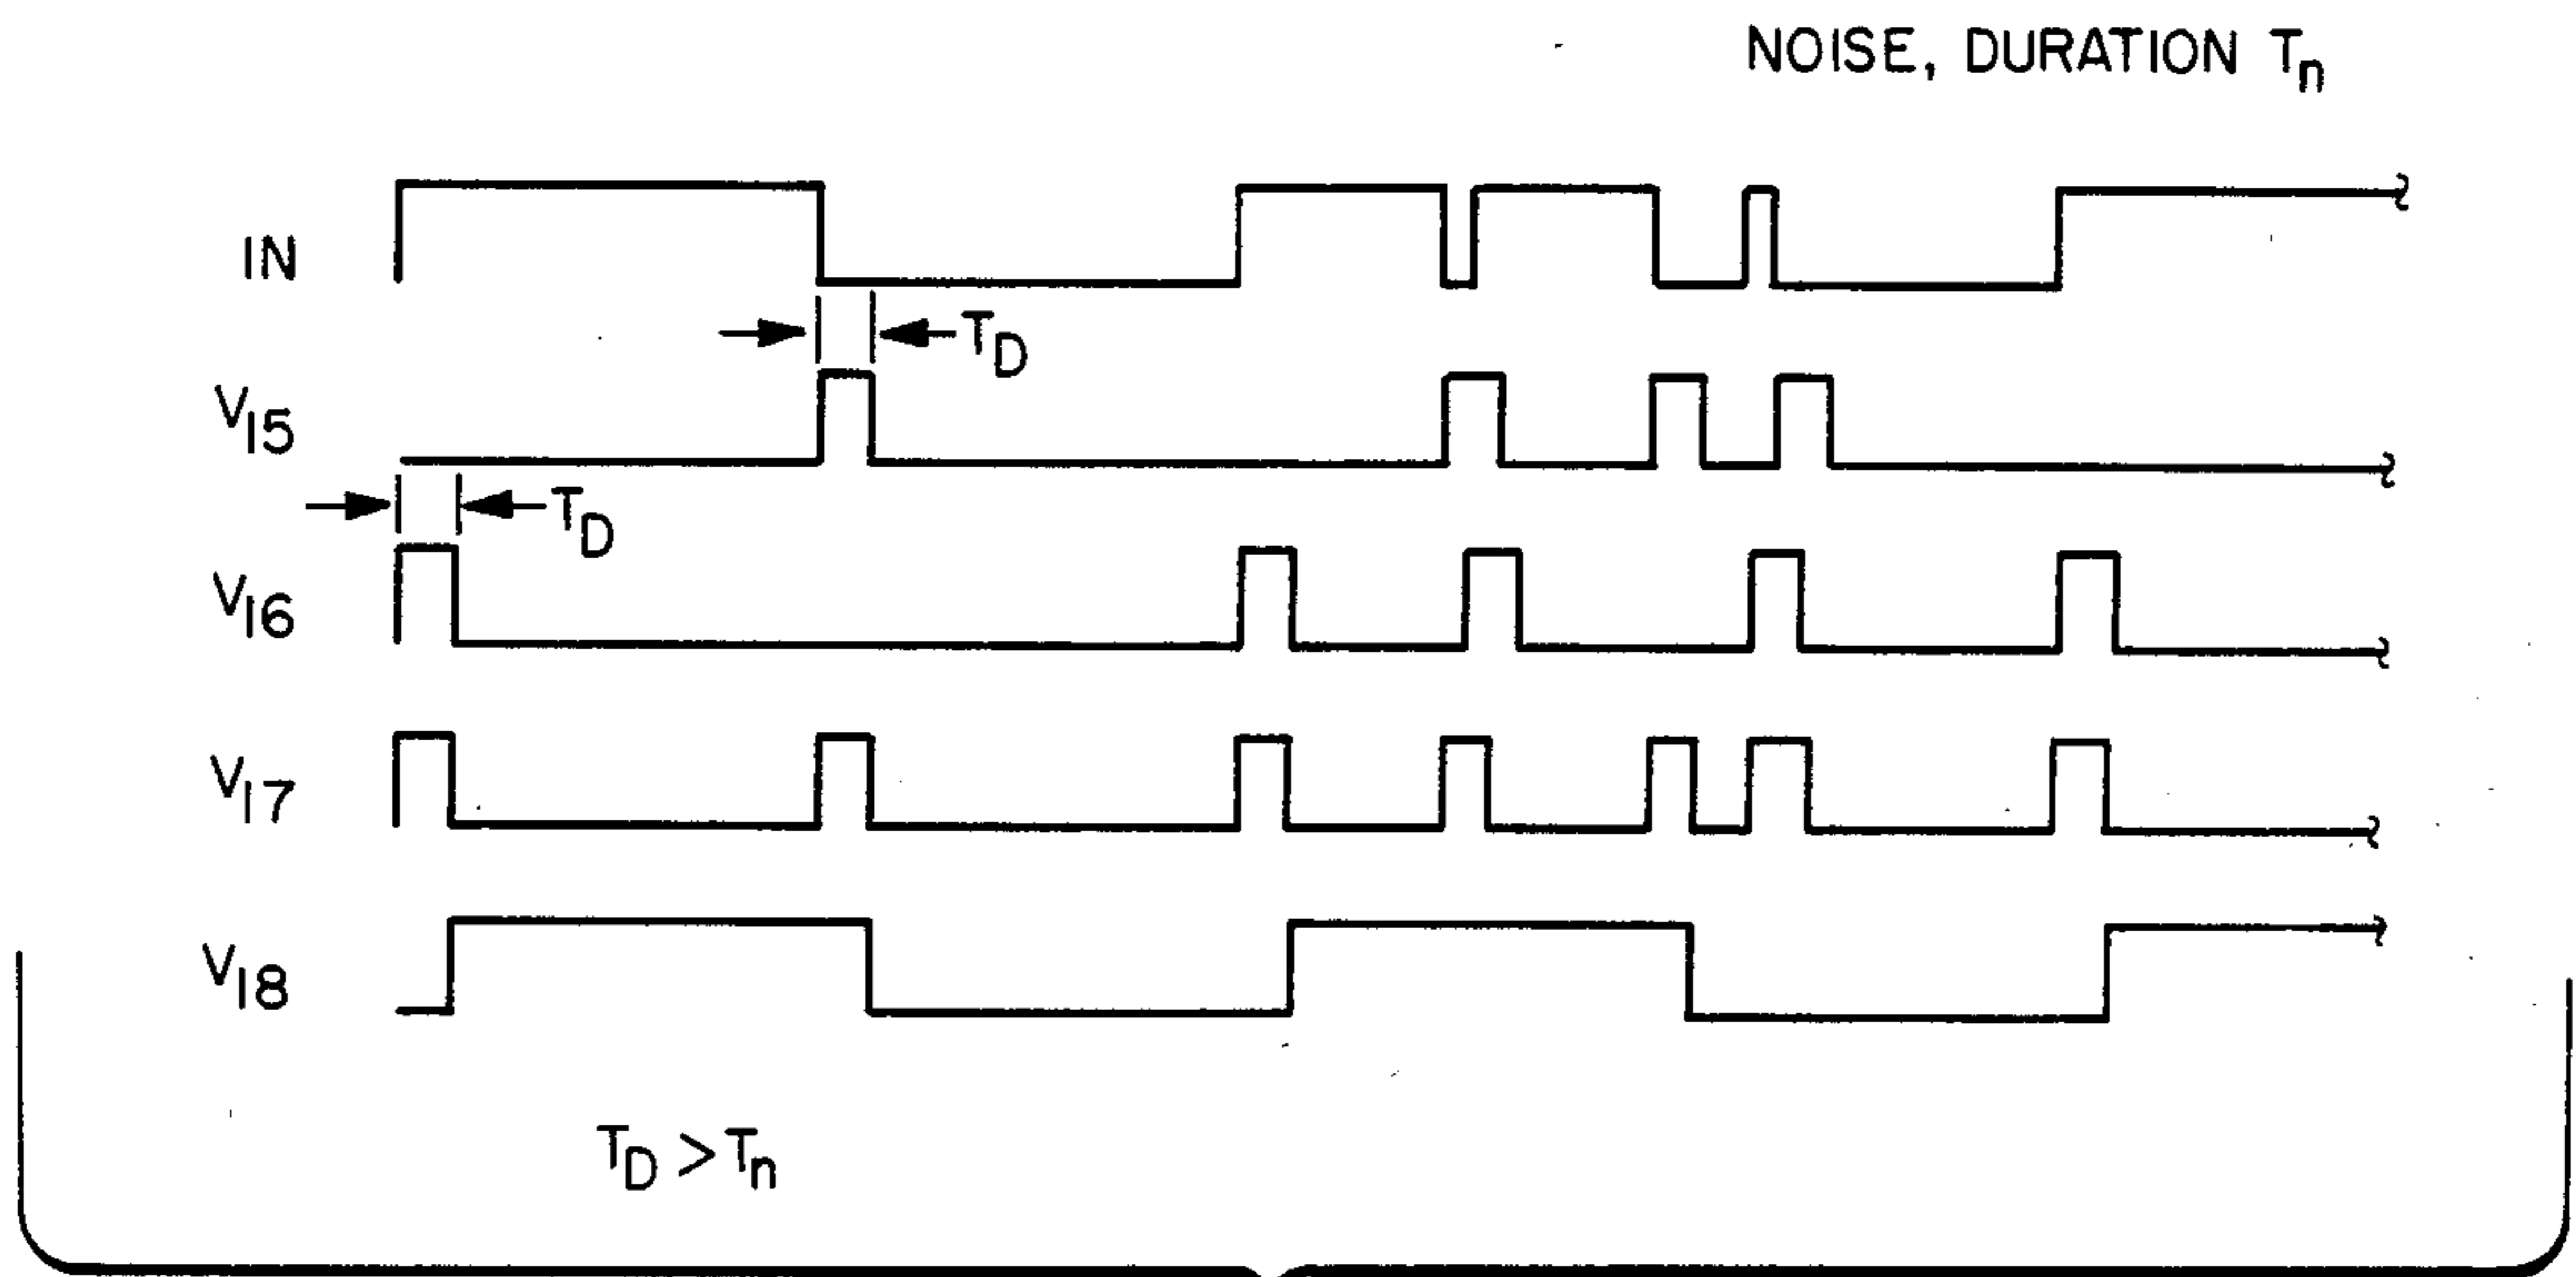 NOISE, DURATION Tn
IN
TD
V15
TD
V16
V17
V18
TD > Tn